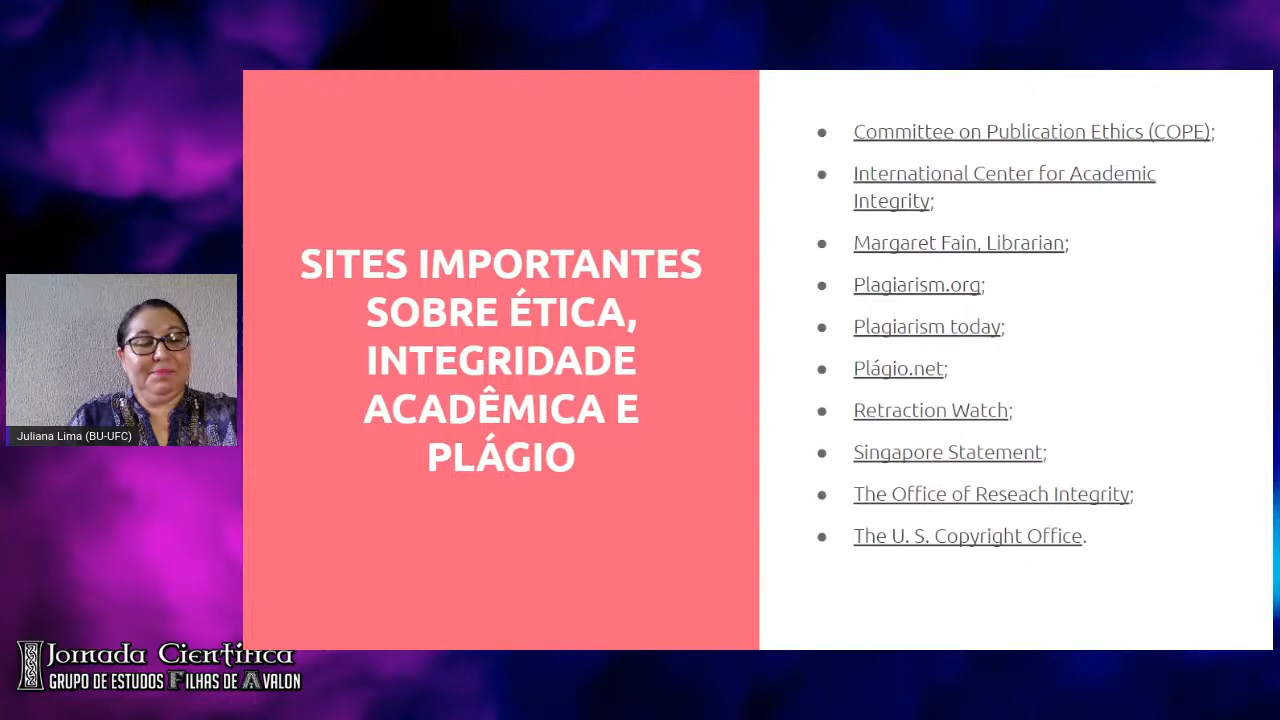 SITES IMPORTANTES
SOBRE ÉTICA,
INTEGRIDADE
ACADÊMICA E
PLÁGIO
● Committee on Publication Ethics (COPE);
● International Center for Academic
Integrity;
● Margaret Fain, Librarian;
● Plagiarism.org;
● Plagiarism today;
● Plágio.net;
● Retraction Watch;
● Singapore Statement;
● The Office of Reseach Integrity;
● The U. S. Copyright Office.
Juliana Lima (BU-UFC)
Jornada Científica
GRUPO DE ESTUDOS FILHAS DE AVALON